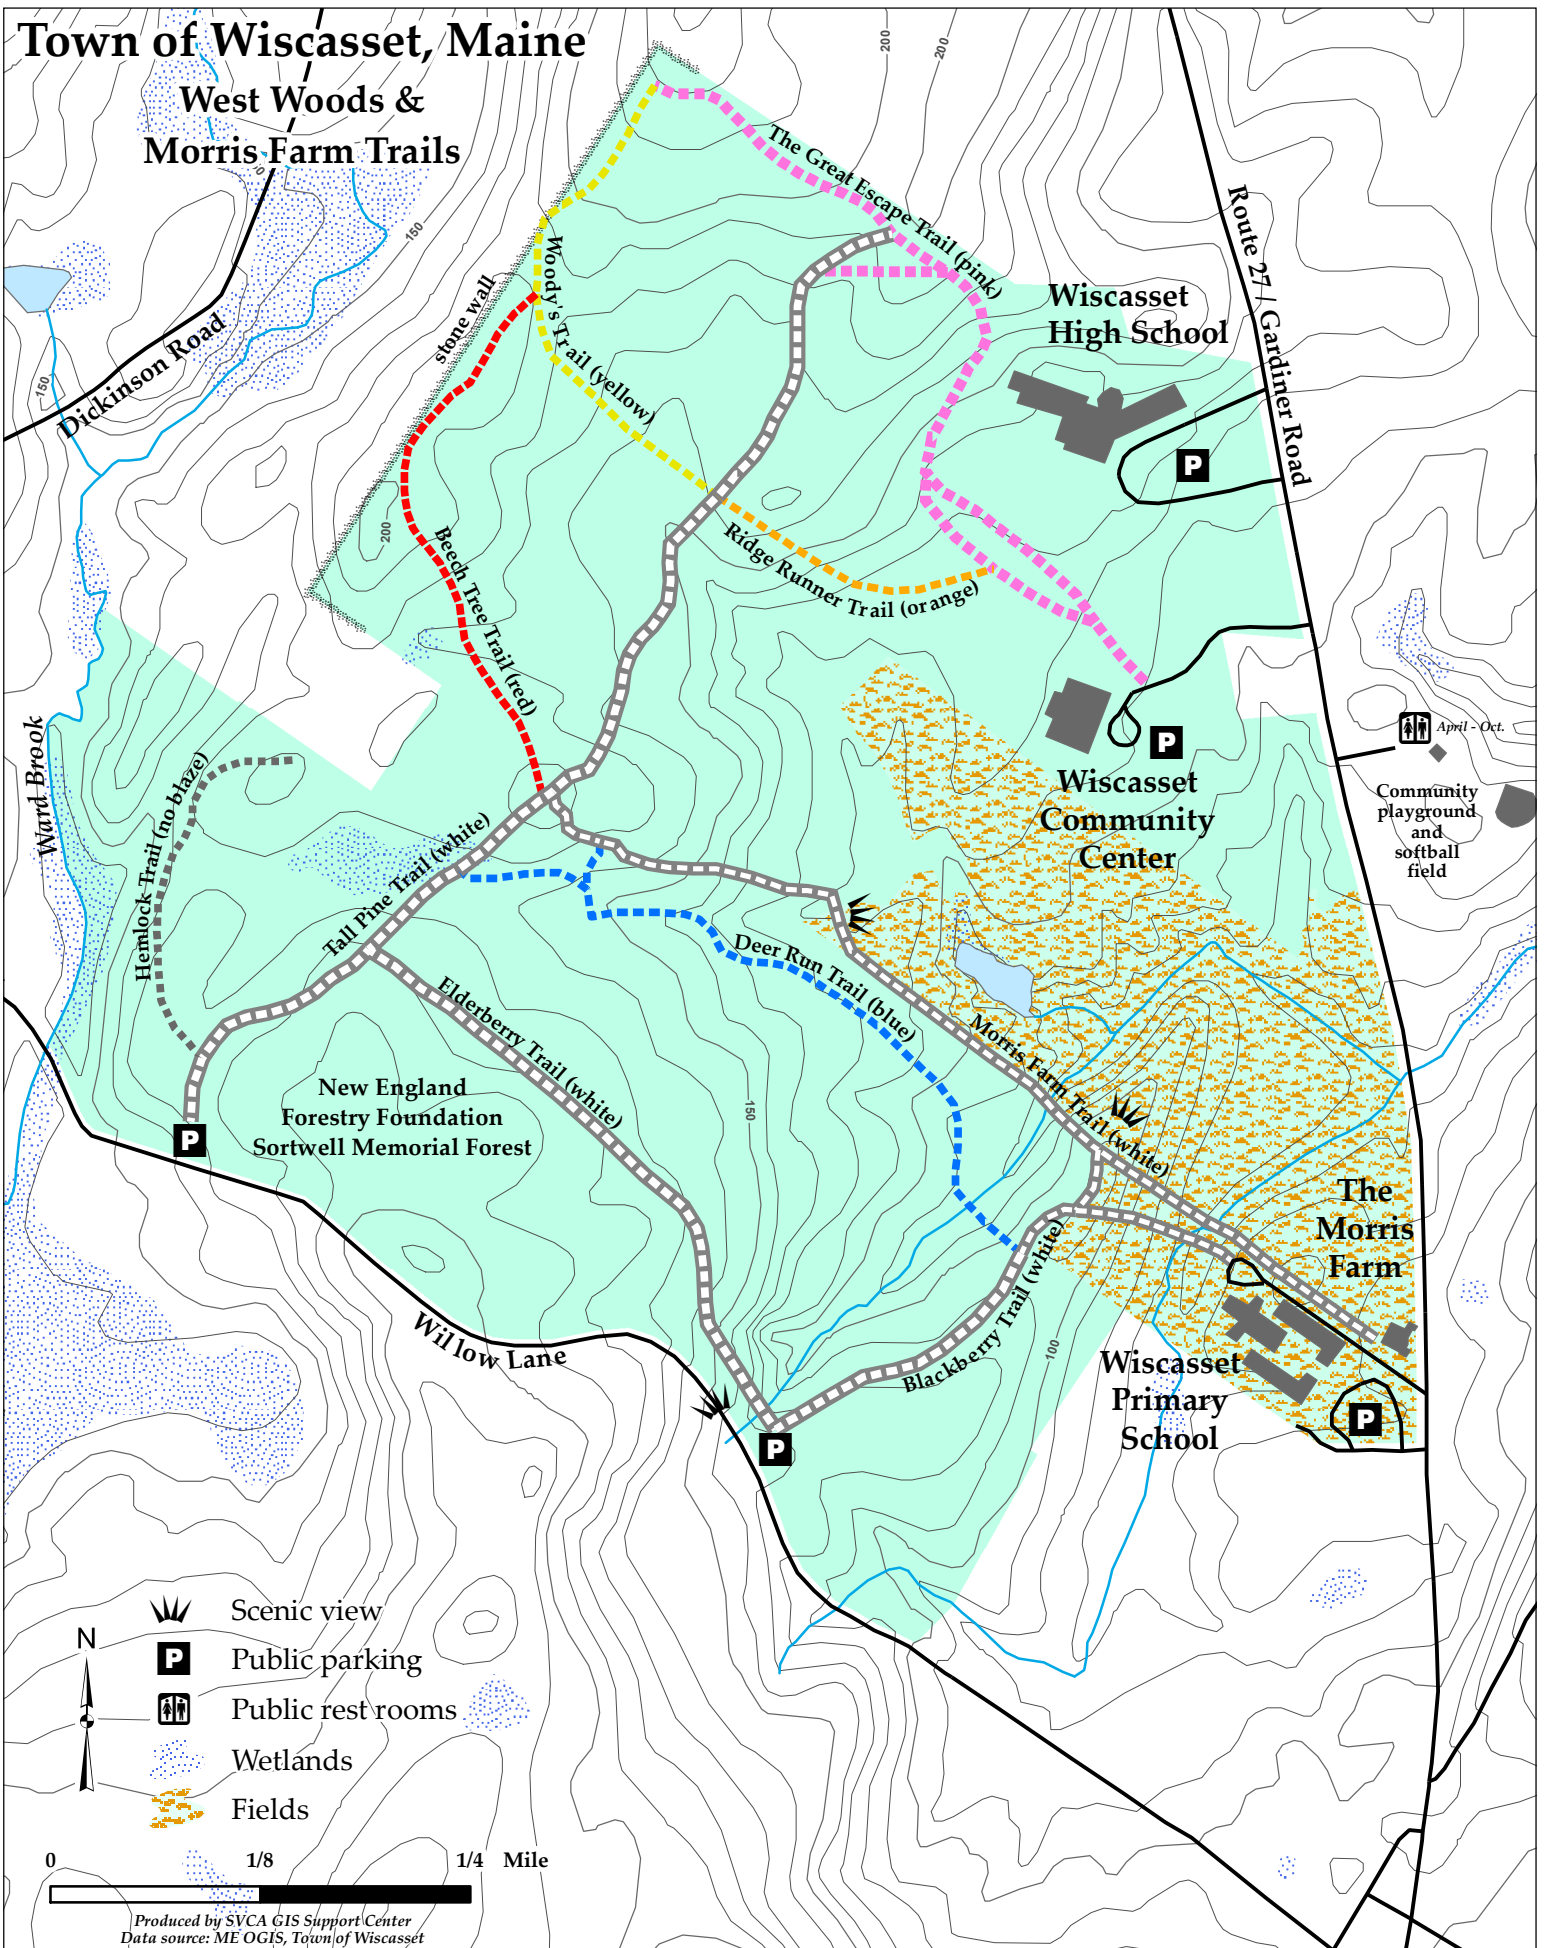 Town of Wiscasset, Maine
West Woods &
Morris Farm Trails
200
200
150
150
200
150
100
Dickinson Road
stone wall
Woody's Trail (yellow)
The Great Escape Trail (pink)
Route 27 / Gardiner Road
Wiscasset
High School
P
Beech Tree Trail (red)
Ridge Runner Trail (orange)
Ward Brook
Hemlock Trail (no blaze)
Tall Pine Trail (white)
P
Wiscasset
Community
Center
April - Oct.
Community
playground
and
softball
field
Deer Run Trail (blue)
Elderberry Trail (white)
Morris Farm Trail (white)
New England
Forestry Foundation
Sortwell Memorial Forest
P
The
Morris
Farm
Willow Lane
Blackberry Trail (white)
Wiscasset
Primary
School
P
P
N
Scenic view
P
Public parking
Public rest rooms
Wetlands
Fields
0 1/8 1/4 Mile
Produced by SVCA GIS Support Center
Data source: ME OGIS, Town of Wiscasset